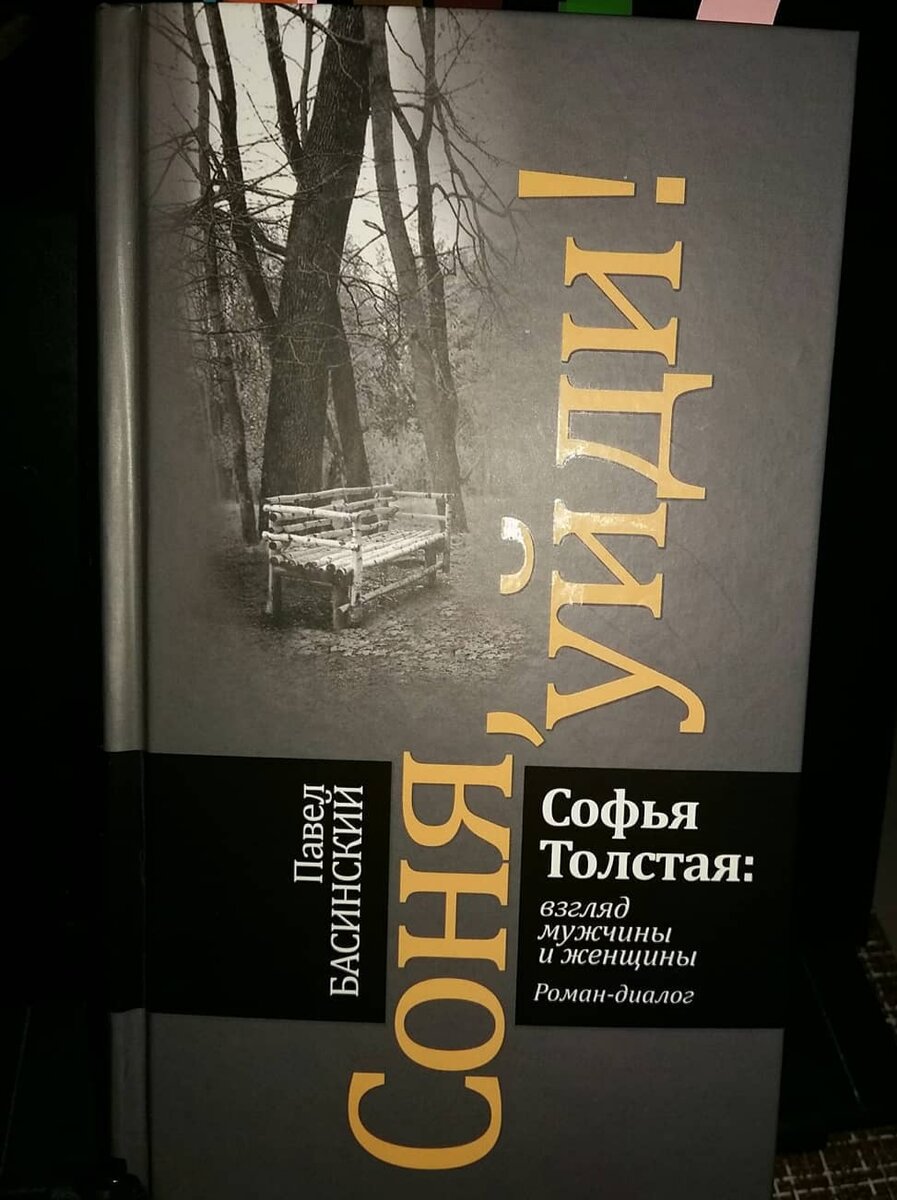 Павел
БАСИНСКИЙ
Соня,
уйди!
Софья
Толстая:
взгляд
мужчины
и женщины
Роман-диалог